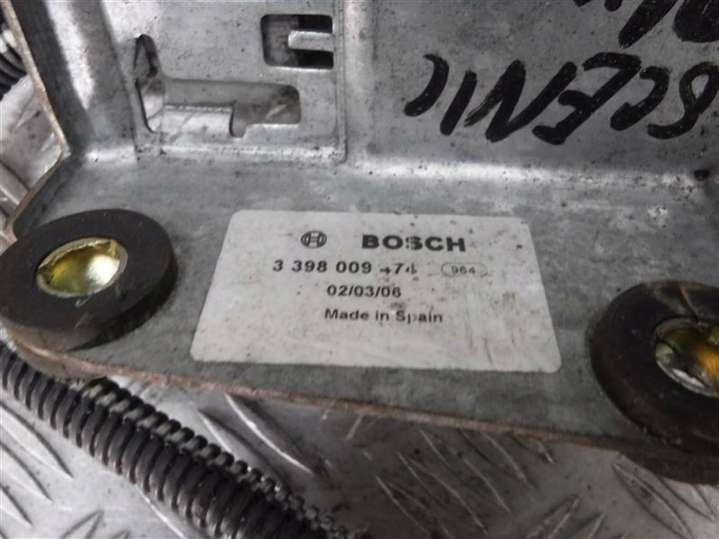 SCENIC
BOSCH
3 398 009 474 964
02/03/06
Made in Spain